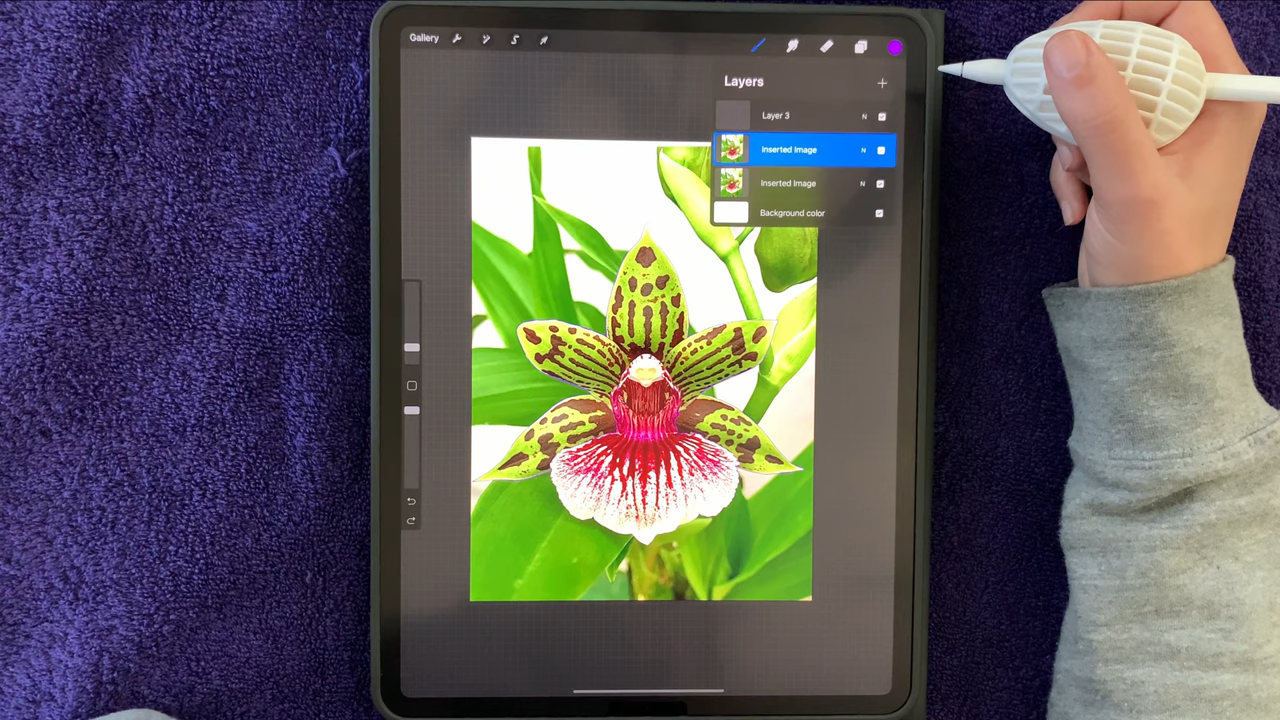 Gallery
Layers
Layer 3 N
Inserted Image N
Inserted Image N
Background color